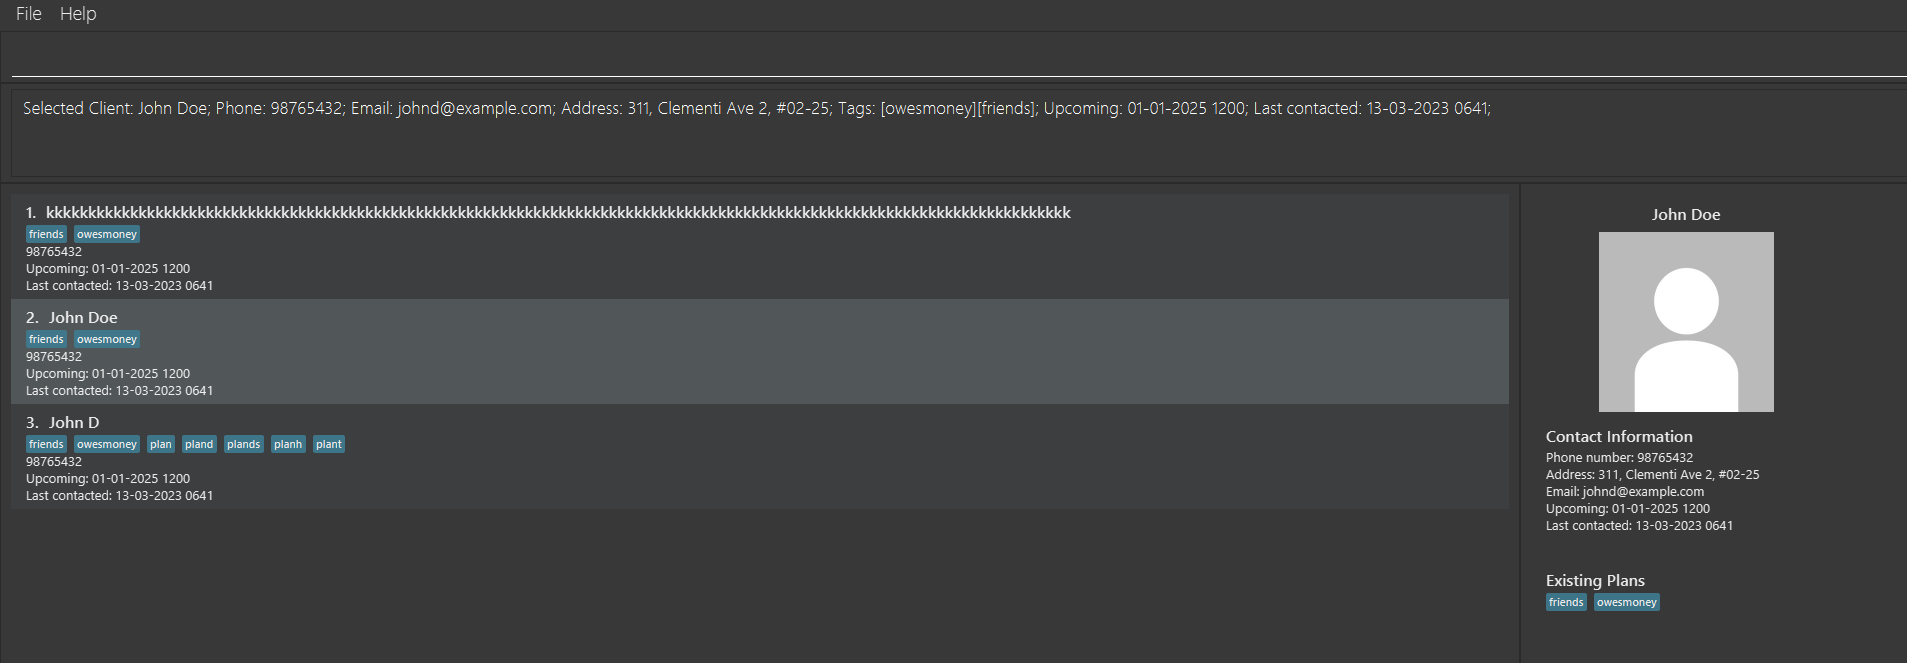 File Help
Selected Client: John Doe; Phone: 98765432; Email: johnd@example.com; Address: 311, Clementi Ave 2, #02-25; Tags: [owesmoney][friends]; Upcoming: 01-01-2025 1200; Last contacted: 13-03-2023 0641;
1. kkkkkkkkkkkkkkkkkkkkkkkkkkkkkkkkkkkkkkkkkkkkkkkkkkkkkkkkkkkkkkkkkkkkkkkkkkkkkkkkkkkkkkkkkkkkkkkkkkkkkkkkkkkkkkkkkkkkkkkkkkk
friends owesmoney
98765432
Upcoming: 01-01-2025 1200
Last contacted: 13-03-2023 0641
2. John Doe
friends owesmoney
98765432
Upcoming: 01-01-2025 1200
Last contacted: 13-03-2023 0641
3. John D
friends owesmoney plan pland plands planh plant
98765432
Upcoming: 01-01-2025 1200
Last contacted: 13-03-2023 0641
John Doe
Contact Information
Phone number: 98765432
Address: 311, Clementi Ave 2, #02-25
Email: johnd@example.com
Upcoming: 01-01-2025 1200
Last contacted: 13-03-2023 0641
Existing Plans
friends owesmoney